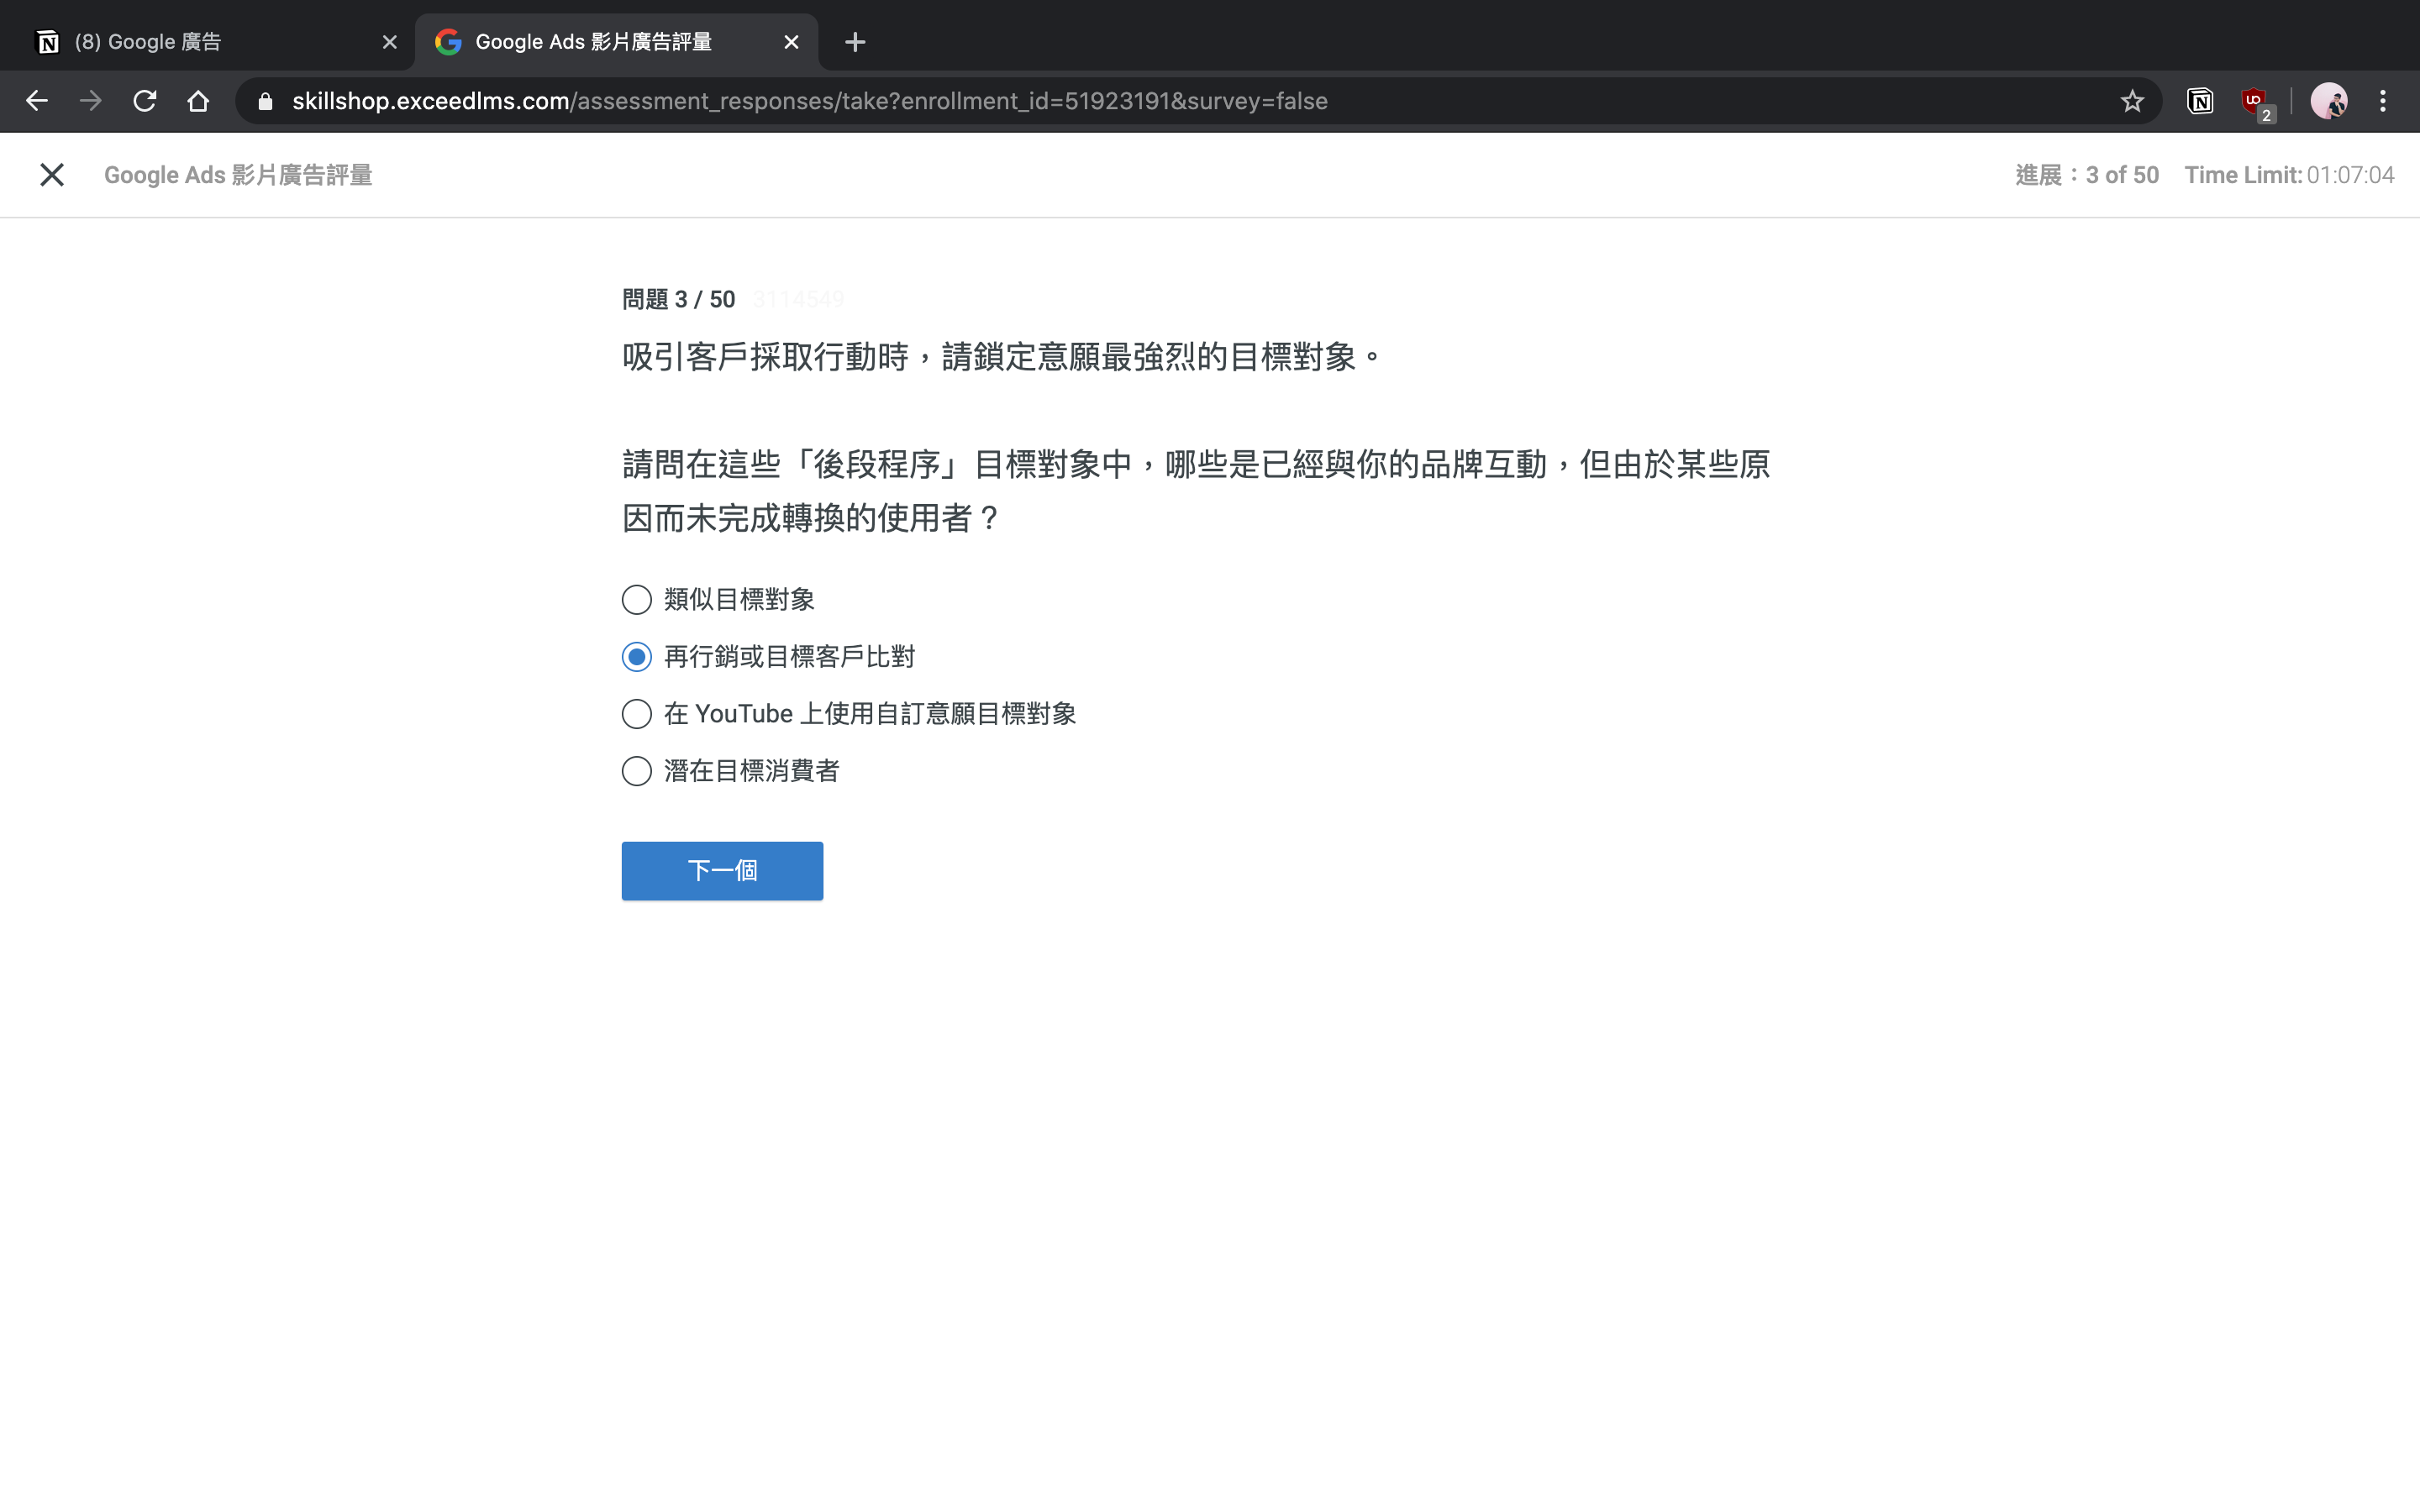 (8) Google 廣告
Google Ads 影片廣告評量
skillshop.exceedlms.com/assessment_responses/take?enrollment_id=51923191&survey=false
2
Google Ads 影片廣告評量
進展：3 of 50 Time Limit: 01:07:04
問題 3 / 50 3114549
吸引客戶採取行動時，請鎖定意願最強烈的目標對象。
請問在這些「後段程序」目標對象中，哪些是已經與你的品牌互動，但由於某些原
因而未完成轉換的使用者？
類似目標對象
再行銷或目標客戶比對
在 YouTube 上使用自訂意願目標對象
潛在目標消費者
下一個